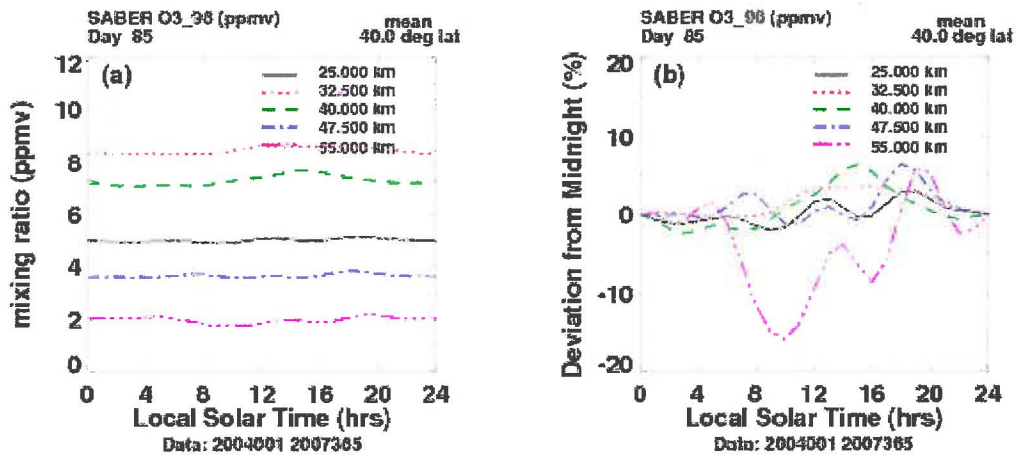 SABER O3_96 (ppmv)
mean
Day 85
40.0 deg lat
(a)
25.000 km
32.500 km
40.000 km
47.500 km
55.000 km
mixing ratio (ppmv)
12
10
8
6
4
2
0
0 4 8 12 16 20 24
Local Solar Time (hrs)
Data: 2004001 2007365
SABER O3_96 (ppmv)
mean
Day 85
40.0 deg lat
(b)
25.000 km
32.500 km
40.000 km
47.500 km
55.000 km
Deviation from Midnight (%)
20
10
0
-10
-20
0 4 8 12 16 20 24
Local Solar Time (hrs)
Data: 2004001 2007365